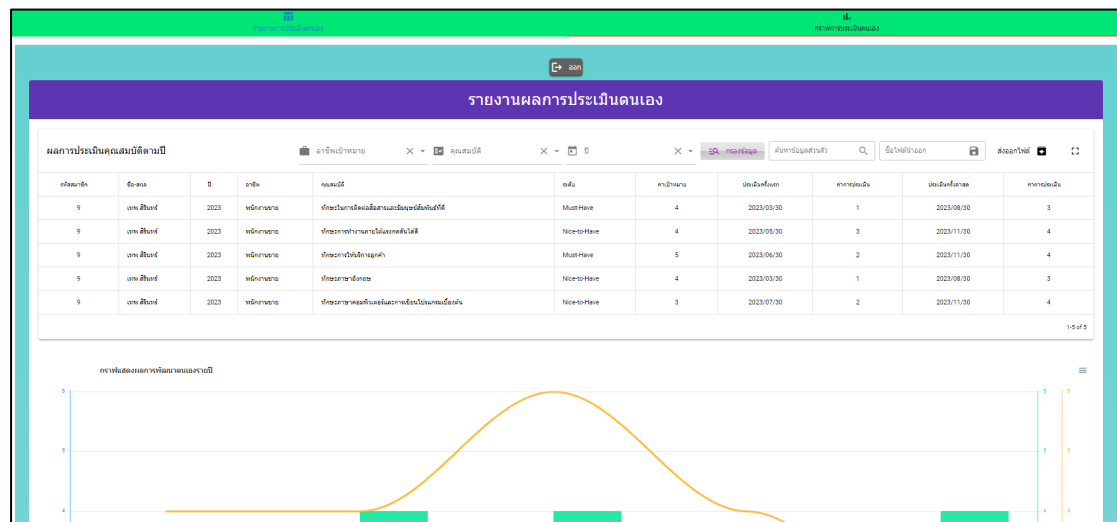 รายงานการประเมินตนเอง กราฟการประเมินตนเอง
ออก
รายงานผลการประเมินตนเอง
ผลการประเมินคุณสมบัติตามปี อาชีพเป้าหมาย คุณสมบัติ ปี กรองข้อมูล ค้นหาข้อมูลส่วนตัว ชื่อไฟล์นำออก ส่งออกไฟล์
รหัสสมาชิก ชื่อ-สกุล ปี อาชีพ คุณสมบัติ ระดับ ค่าเป้าหมาย ประเมินครั้งแรก ค่าการประเมิน ประเมินครั้งล่าสุด ค่าการประเมิน
9 เทพ สิรินทร์ 2023 พนักงานขาย ทักษะในการติดต่อสื่อสารและมีมนุษย์สัมพันธ์ที่ดี Must-Have 4 2023/03/30 1 2023/08/30 3
9 เทพ สิรินทร์ 2023 พนักงานขาย ทักษะการทำงานภายใต้แรงกดดันได้ดี Nice-to-Have 4 2023/05/30 3 2023/11/30 4
9 เทพ สิรินทร์ 2023 พนักงานขาย ทักษะการให้บริการลูกค้า Must-Have 5 2023/06/30 2 2023/11/30 4
9 เทพ สิรินทร์ 2023 พนักงานขาย ทักษะภาษาอังกฤษ Nice-to-Have 4 2023/03/30 1 2023/08/30 3
9 เทพ สิรินทร์ 2023 พนักงานขาย ทักษะภาษาคอมพิวเตอร์และการเขียนโปรแกรมเบื้องต้น Nice-to-Have 3 2023/07/30 2 2023/11/30 4
1-5 of 5
กราฟแสดงผลการพัฒนาตนเองรายปี
5 5 5
5 5 5
4 4 4